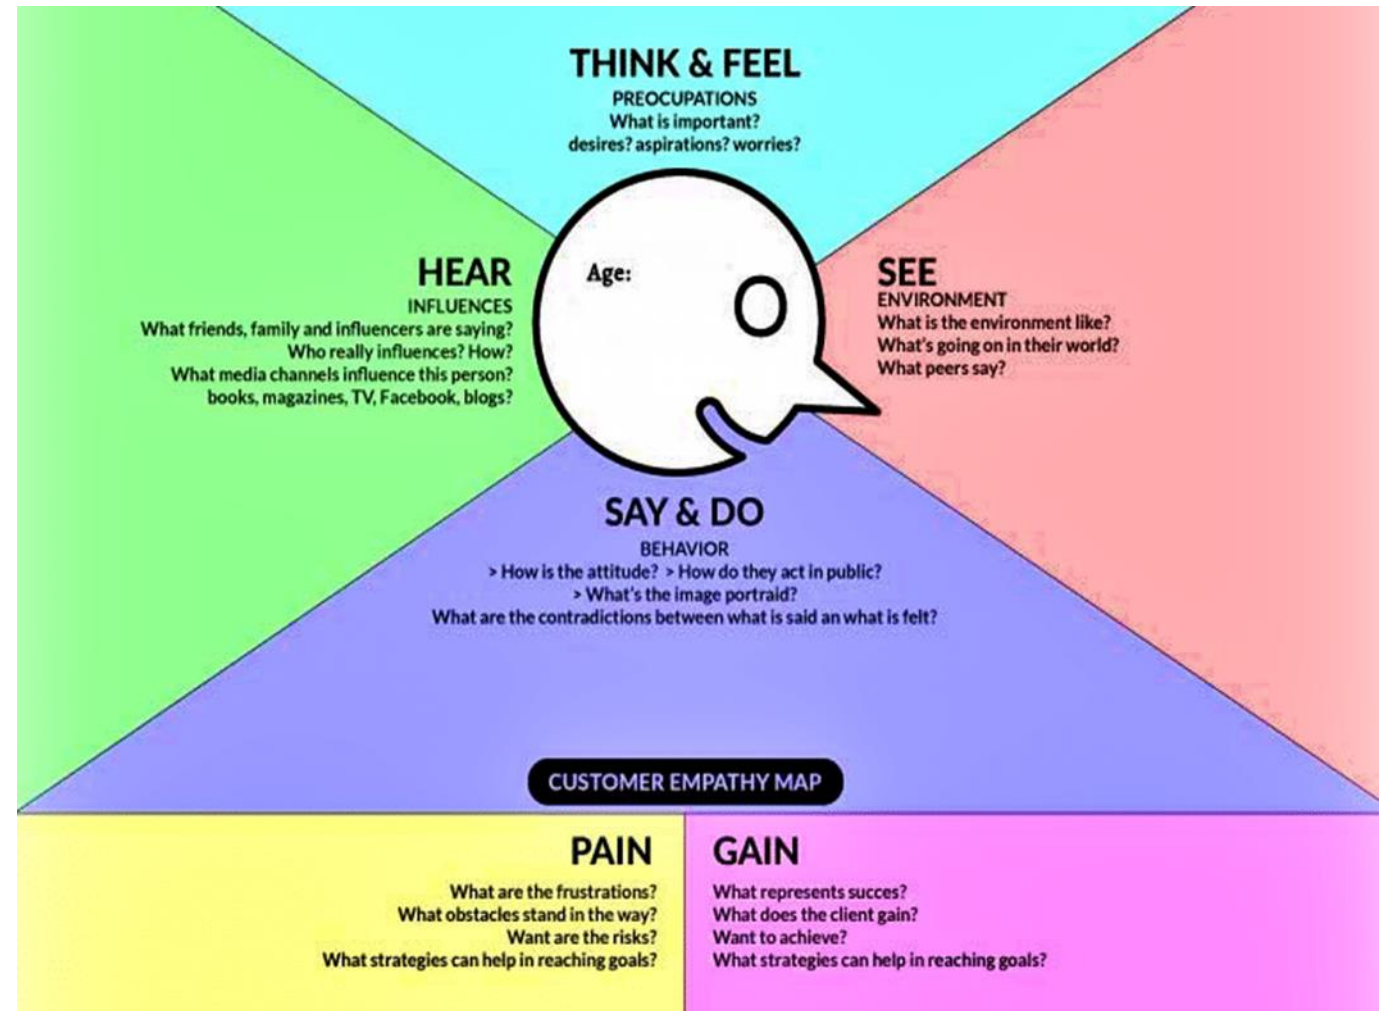 THINK & FEEL
PREOCUPATIONS
What is important?
desires? aspirations? worries?
Age:
HEAR
INFLUENCES
What friends, family and influencers are saying?
Who really influences? How?
What media channels influence this person?
books, magazines, TV, Facebook, blogs?
SEE
ENVIRONMENT
What is the environment like?
What's going on in their world?
What peers say?
SAY & DO
BEHAVIOR
> How is the attitude? > How do they act in public?
> What's the image portraid?
What are the contradictions between what is said an what is felt?
CUSTOMER EMPATHY MAP
PAIN
What are the frustrations?
What obstacles stand in the way?
Want are the risks?
What strategies can help in reaching goals?
GAIN
What represents succes?
What does the client gain?
Want to achieve?
What strategies can help in reaching goals?